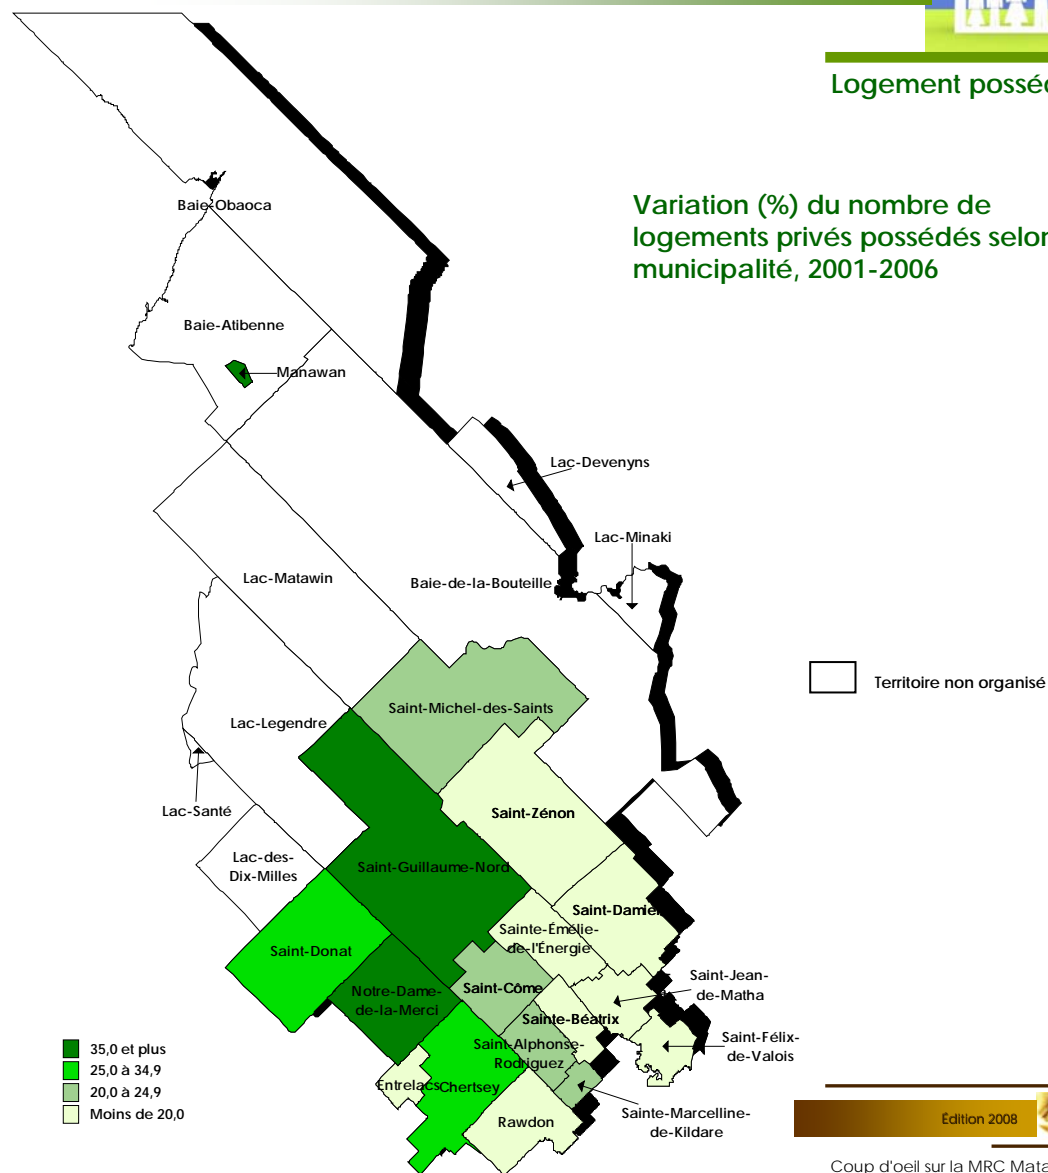 Logement posséd
Variation (%) du nombre de
logements privés possédés selon
municipalité, 2001-2006
Baie-Obaoca
Baie-Atibenne
Manawan
Lac-Devenyns
Lac-Minaki
Lac-Matawin
Baie-de-la-Bouteille
Territoire non organisé
Saint-Michel-des-Saints
Lac-Legendre
Lac-Santé
Saint-Zénon
Lac-des-
Dix-Milles
Saint-Guillaume-Nord
Saint-Damien
Sainte-Émélie-
de-l'Énergie
Saint-Donat
Saint-Jean-
de-Matha
Notre-Dame-
de-la-Merci
Saint-Côme
Sainte-Béatrix
Saint-Félix-
de-Valois
Saint-Alphonse-
Rodriguez
Entrelacs
Chertsey
Sainte-Marcelline-
de-Kildare
Rawdon
35,0 et plus
25,0 à 34,9
20,0 à 24,9
Moins de 20,0
Édition 2008
Coup d'oeil sur la MRC Mata